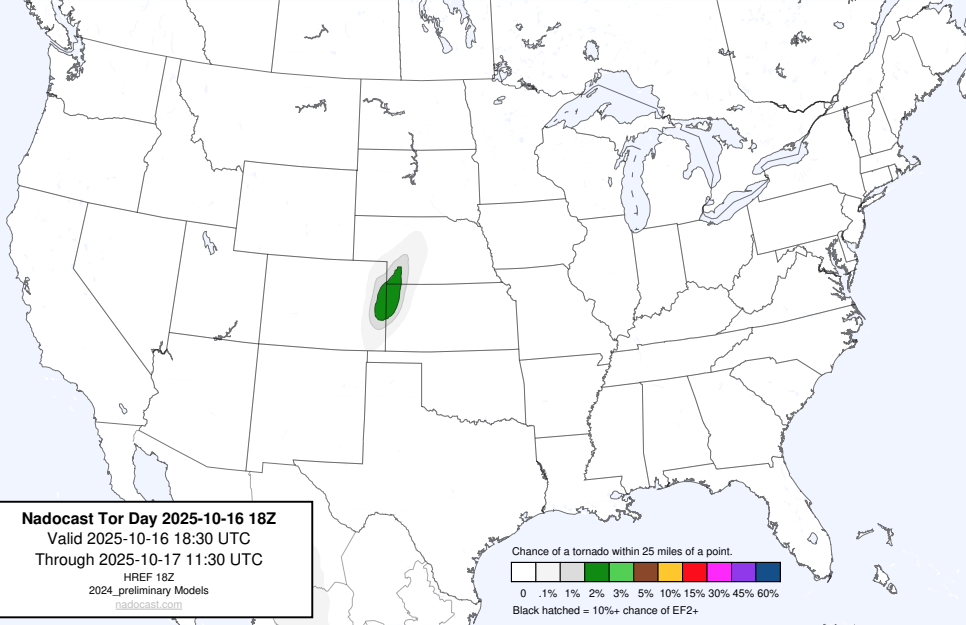 Nadocast Tor Day 2025-10-16 18Z
Valid 2025-10-16 18:30 UTC
Through 2025-10-17 11:30 UTC
HREF 18Z
2024_preliminary Models
nadocast.com
Chance of a tornado within 25 miles of a point.
0 .1% 1% 2% 3% 5% 10% 15% 30% 45% 60%
Black hatched = 10%+ chance of EF2+